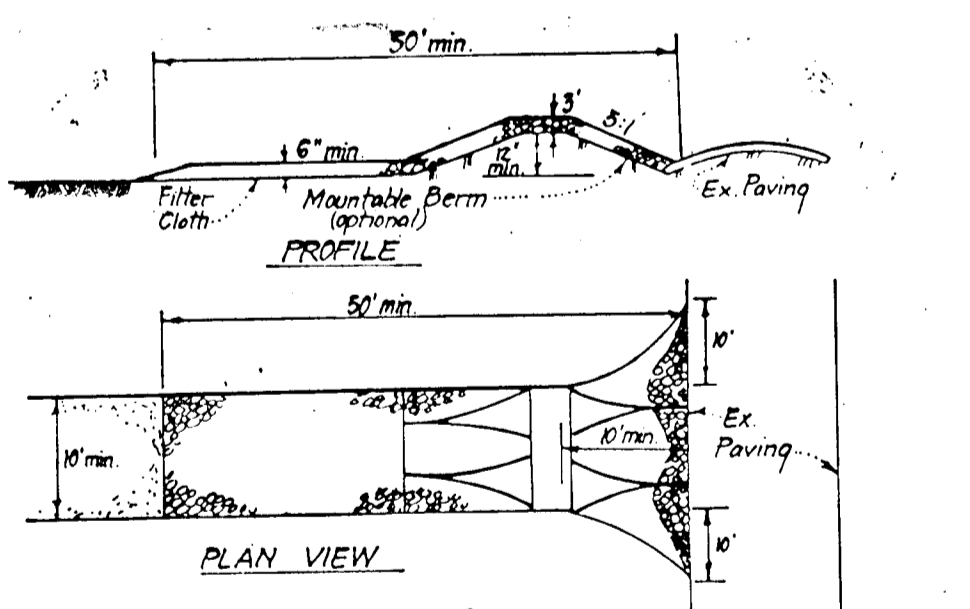 50' min.
3'
5:1'
6" min.
12"
min.
Filter
Cloth
Mountable Berm
(optional)
Ex. Paving
PROFILE
50' min.
10'
10' min.
10' min.
Ex.
Paving
10'
PLAN VIEW